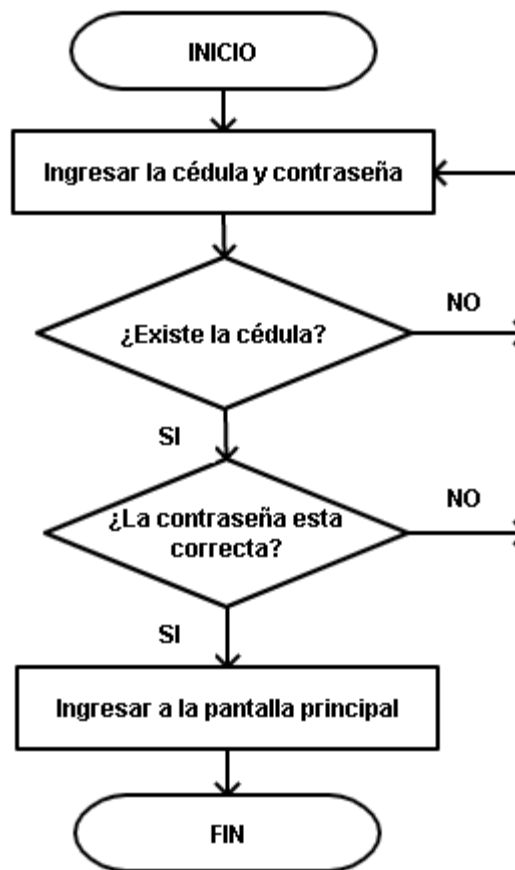 INICIO
Ingresar la cédula y contraseña
¿Existe la cédula?
NO
SI
¿La contraseña esta
correcta?
NO
SI
Ingresar a la pantalla principal
FIN